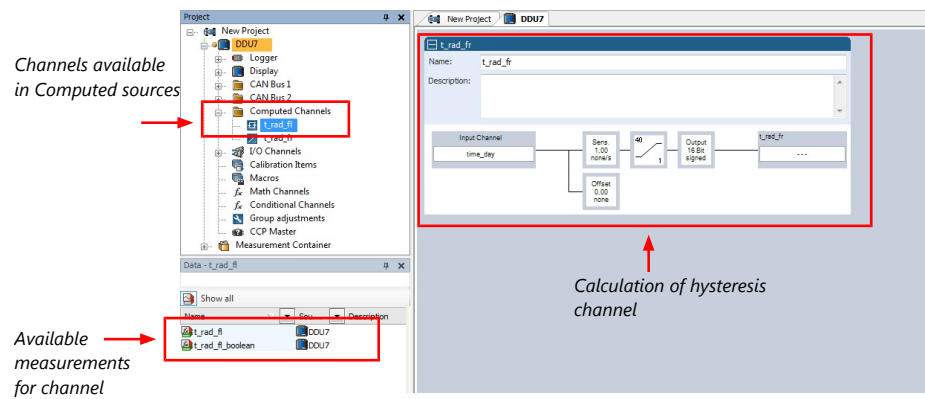 Project
New Project
DDU7
Logger
Display
CAN Bus 1
CAN Bus 2
Computed Channels
t_rad_fl
t_rad_fr
I/O Channels
Calibration Items
Macros
fx Math Channels
fx Conditional Channels
Group adjustments
CCP Master
Measurement Container
Data - t_rad_fl
Show all
Name Sou Description
t_rad_fl DDU7
t_rad_fl_boolean DDU7
Channels available
in Computed sources
Available
measurements
for channel
New Project DDU7
t_rad_fr
Name: t_rad_fr
Description:
Input Channel
time_day
Sens.
1,00
none/s
40
1
Output
16 Bit
signed
t_rad_fr
---
Offset
0,00
none
Calculation of hysteresis
channel